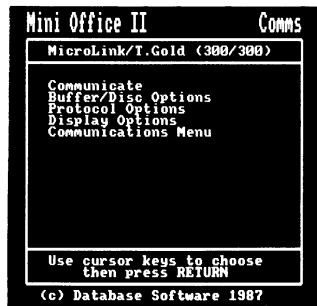 Mini Office II Comms
MicroLink/T.Gold (300/300)
Communicate
Buffer/Disc Options
Protocol Options
Display Options
Communications Menu
Use cursor keys to choose
then press RETURN
(c) Database Software 1987